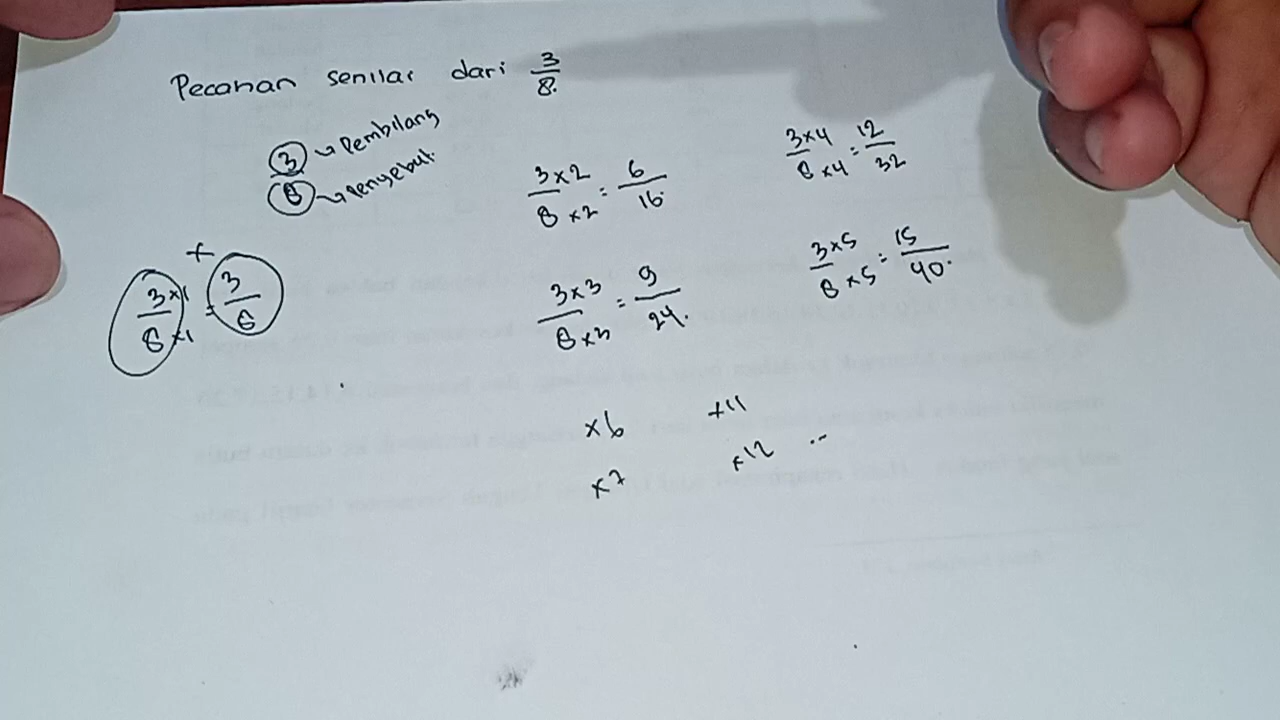 Pecahan senilai dari 3/8
3 → Pembilang
8 → Penyebut
3×1/8×1 = 3/8
×
3×2/8×2 = 6/16
3×3/8×3 = 9/24
3×4/8×4 = 12/32
3×5/8×5 = 15/40
×6
×7
×11
×12 ...